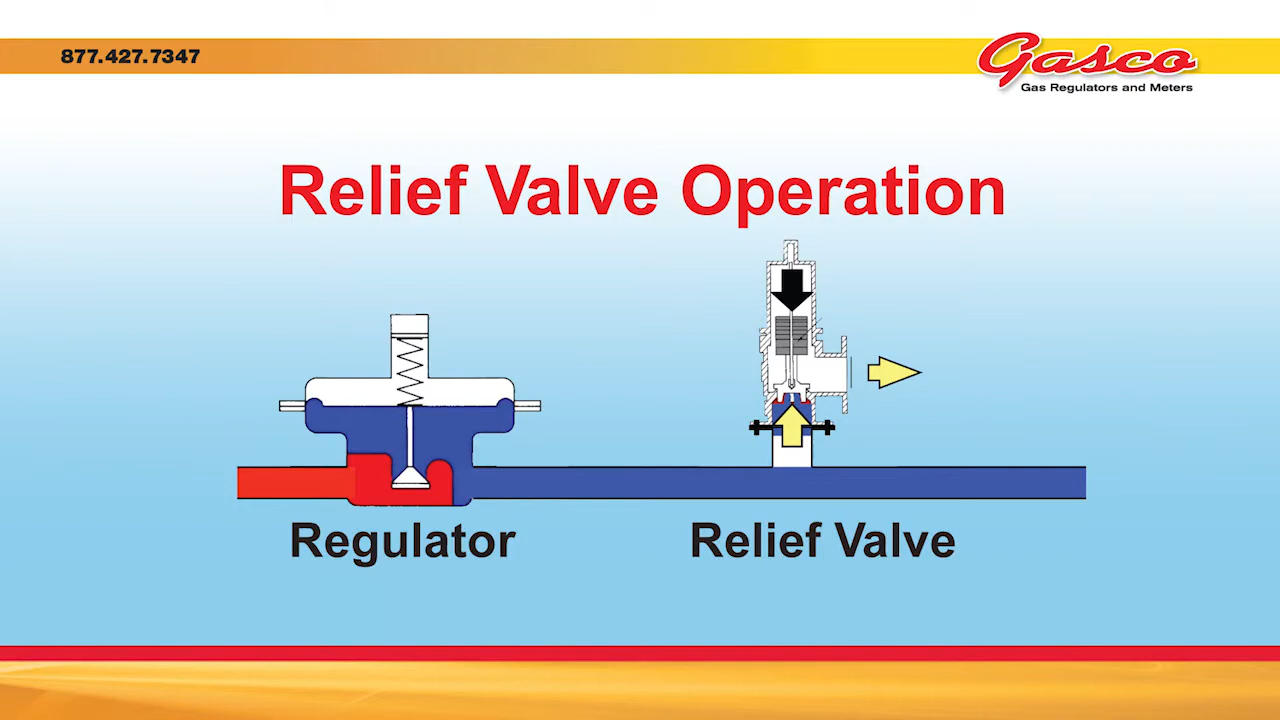 877.427.7347
Gasco
Gas Regulators and Meters
Relief Valve Operation
Regulator
Relief Valve